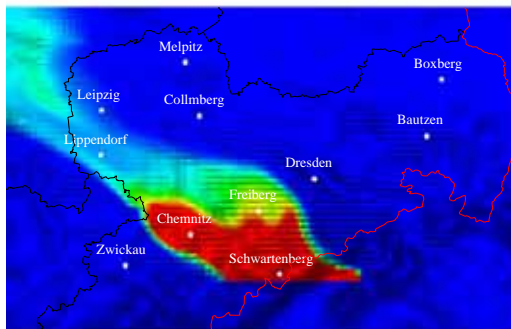 Melpitz
Boxberg
Leipzig
Collmberg
Bautzen
Lippendorf
Dresden
Freiberg
Chemnitz
Zwickau
Schwartenberg